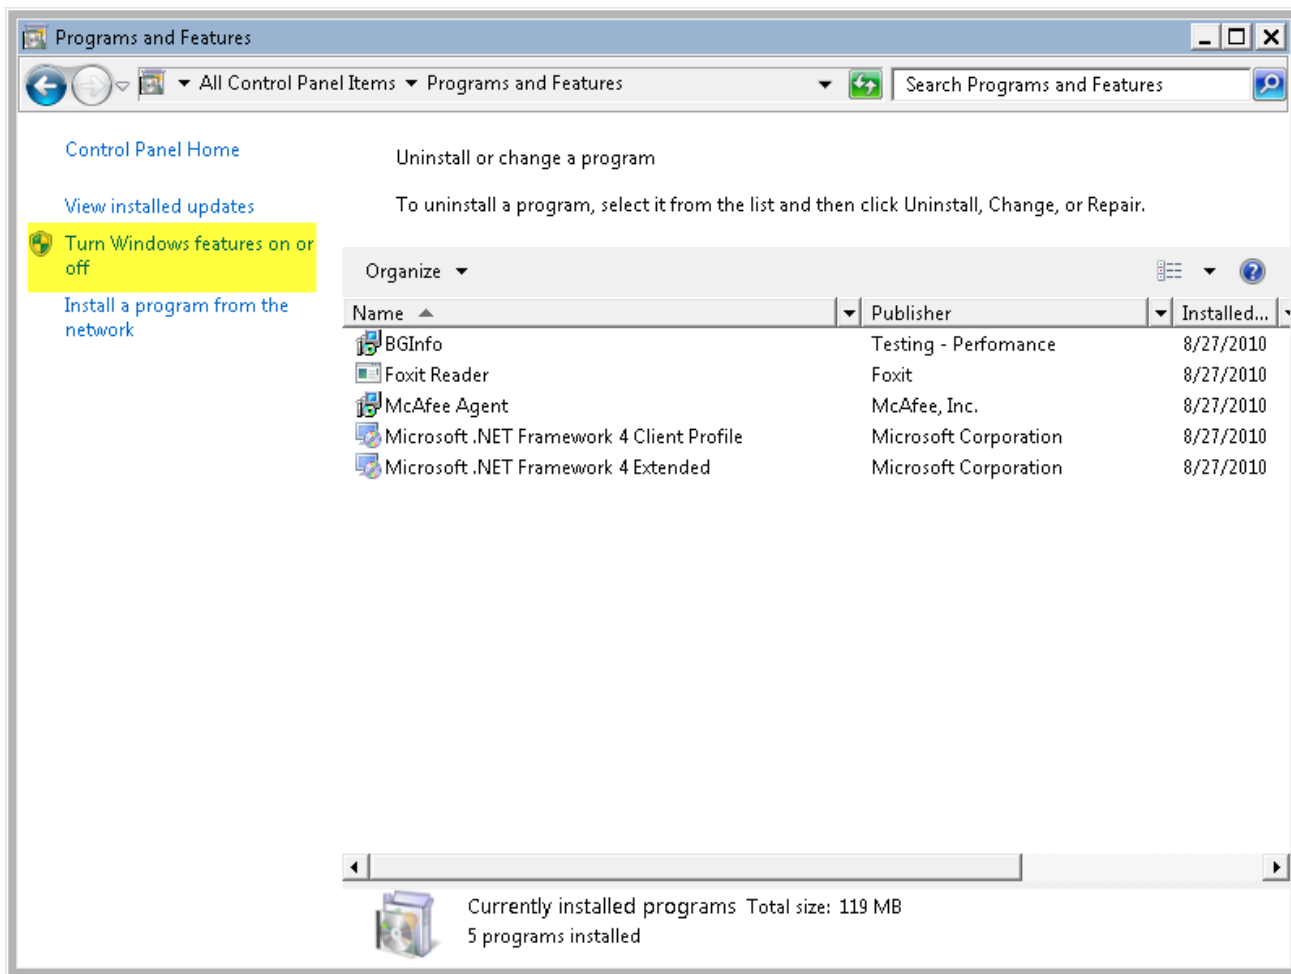 Programs and Features
All Control Panel Items Programs and Features
Search Programs and Features
Control Panel Home
View installed updates
Turn Windows features on or
off
Install a program from the
network
Uninstall or change a program
To uninstall a program, select it from the list and then click Uninstall, Change, or Repair.
Organize
Name Publisher Installed...
BGInfo Testing - Perfomance 8/27/2010
Foxit Reader Foxit 8/27/2010
McAfee Agent McAfee, Inc. 8/27/2010
Microsoft .NET Framework 4 Client Profile Microsoft Corporation 8/27/2010
Microsoft .NET Framework 4 Extended Microsoft Corporation 8/27/2010
Currently installed programs Total size: 119 MB
5 programs installed